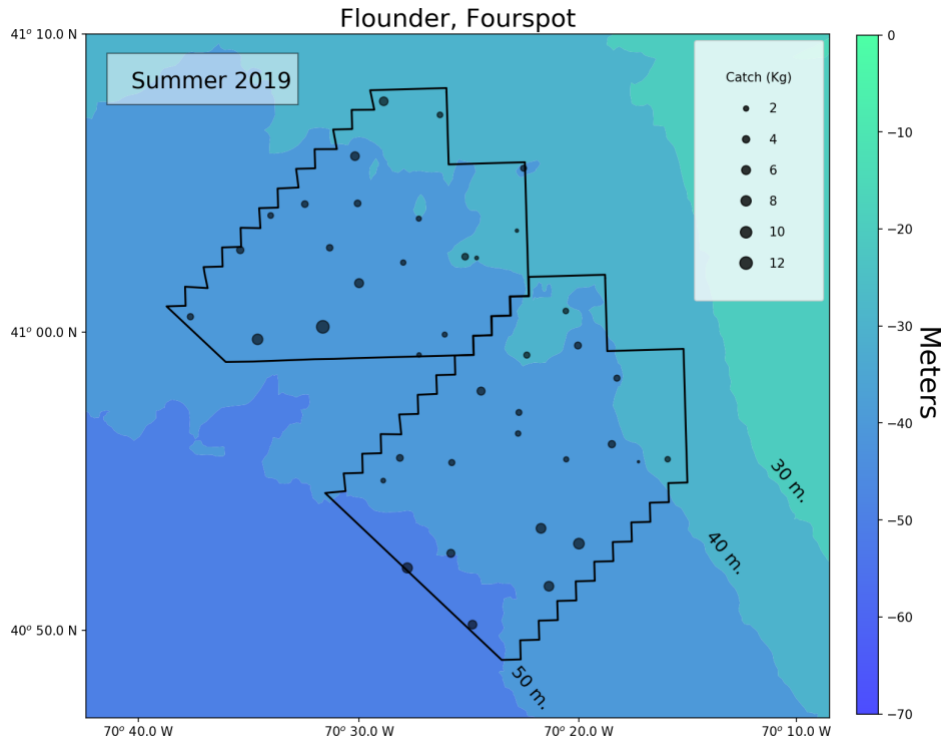 Flounder, Fourspot
41° 10.0 N
Summer 2019
Catch (Kg)
2
4
6
8
10
12
0
−10
−20
−30
−40
−50
−60
−70
Meters
41° 00.0 N
40° 50.0 N
30 m.
40 m.
50 m.
70° 40.0 W
70° 30.0 W
70° 20.0 W
70° 10.0 W